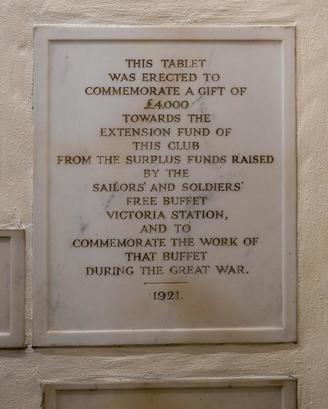 THIS TABLET
WAS ERECTED TO
COMMEMORATE A GIFT OF
£4,000
TOWARDS THE
EXTENSION FUND OF
THIS CLUB
FROM THE SURPLUS FUNDS RAISED
BY THE
SAILORS' AND SOLDIERS'
FREE BUFFET
VICTORIA STATION,
AND TO
COMMEMORATE THE WORK OF
THAT BUFFET
DURING THE GREAT WAR.
1921.